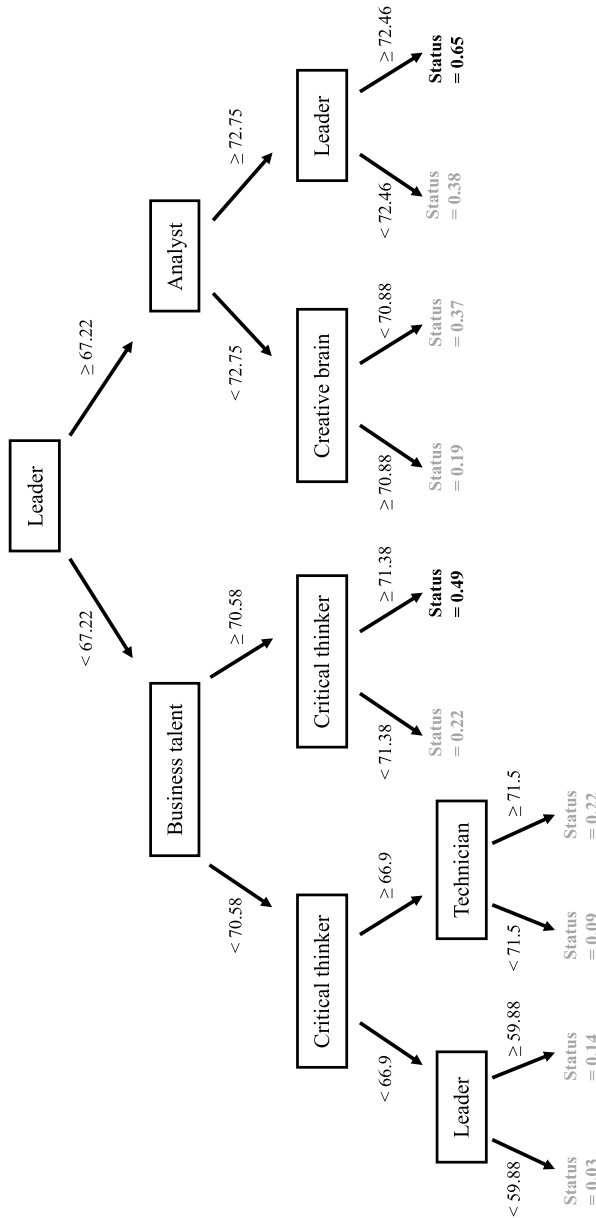 Leader
< 67.22
≥ 67.22
Business talent
Analyst
< 70.58
≥ 70.58
< 72.75
≥ 72.75
Critical thinker
Critical thinker
Creative brain
Leader
< 66.9
≥ 66.9
< 71.38
≥ 71.38
≥ 70.88
< 70.88
< 72.46
≥ 72.46
Leader
Technician
Status
= 0.22
Status
= 0.49
Status
= 0.19
Status
= 0.37
Status
= 0.38
Status
= 0.65
< 59.88
≥ 59.88
< 71.5
≥ 71.5
Status
= 0.03
Status
= 0.14
Status
= 0.09
Status
= 0.22